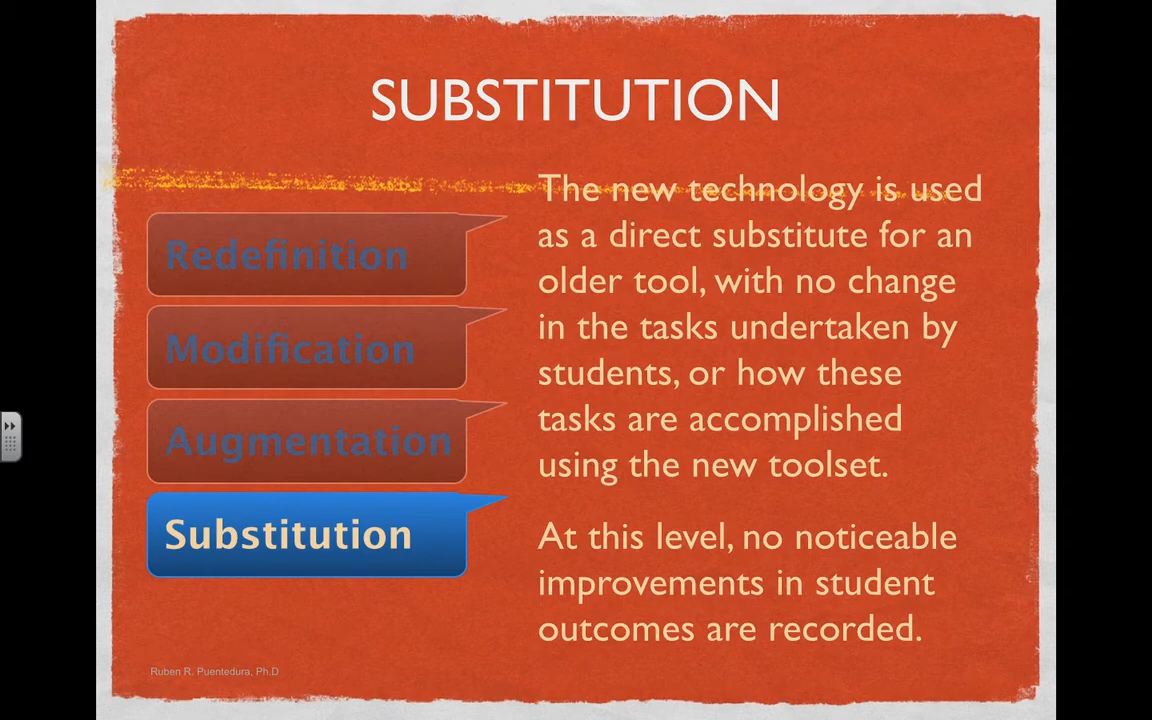 SUBSTITUTION
Redefinition
Modification
Augmentation
Substitution
The new technology is used
as a direct substitute for an
older tool, with no change
in the tasks undertaken by
students, or how these
tasks are accomplished
using the new toolset.
At this level, no noticeable
improvements in student
outcomes are recorded.
Ruben R. Puentedura, Ph.D